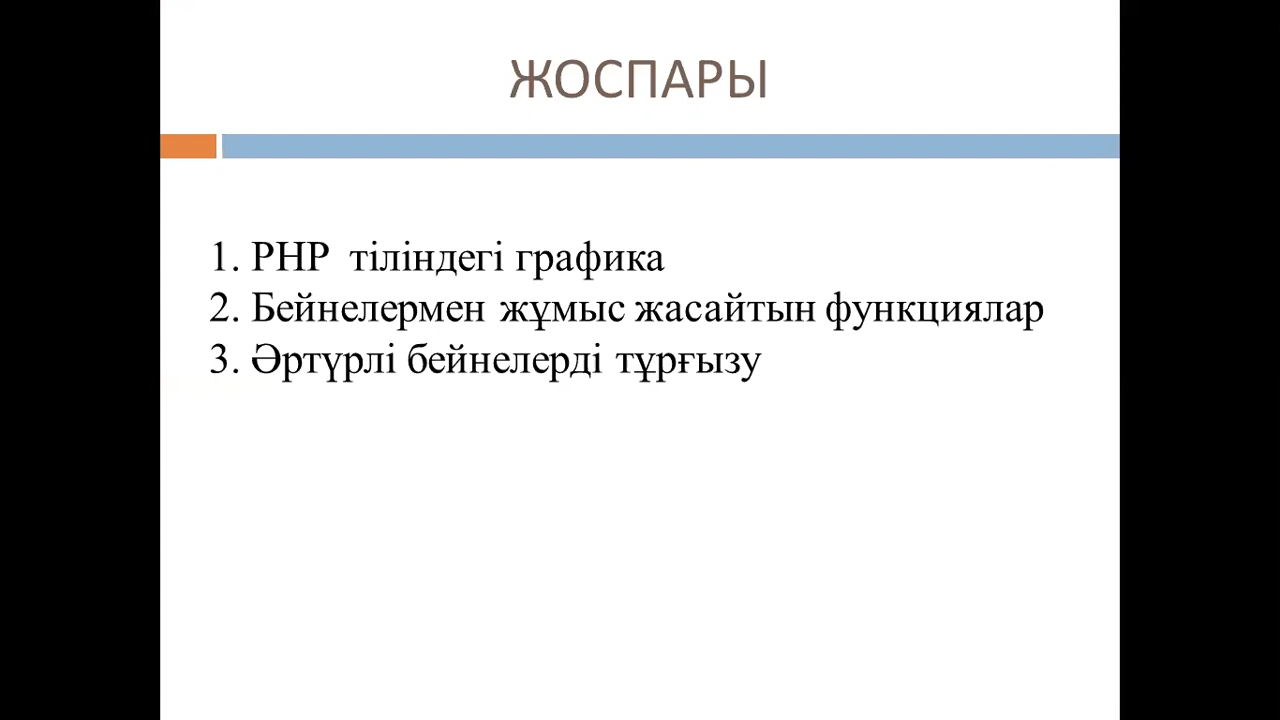 ЖОСПАРЫ
1. PHP тіліндегі графика
2. Бейнелермен жұмыс жасайтын функциялар
3. Әртүрлі бейнелерді тұрғызу